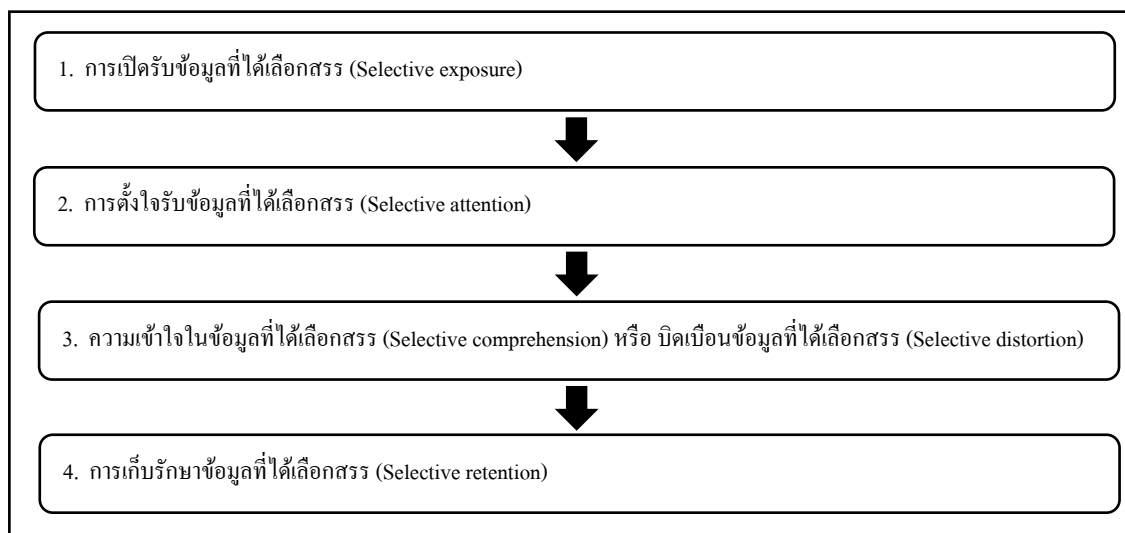 1. การเปิดรับข้อมูลที่ได้เลือกสรร (Selective exposure)
2. การตั้งใจรับข้อมูลที่ได้เลือกสรร (Selective attention)
3. ความเข้าใจในข้อมูลที่ได้เลือกสรร (Selective comprehension) หรือ บิดเบือนข้อมูลที่ได้เลือกสรร (Selective distortion)
4. การเก็บรักษาข้อมูลที่ได้เลือกสรร (Selective retention)